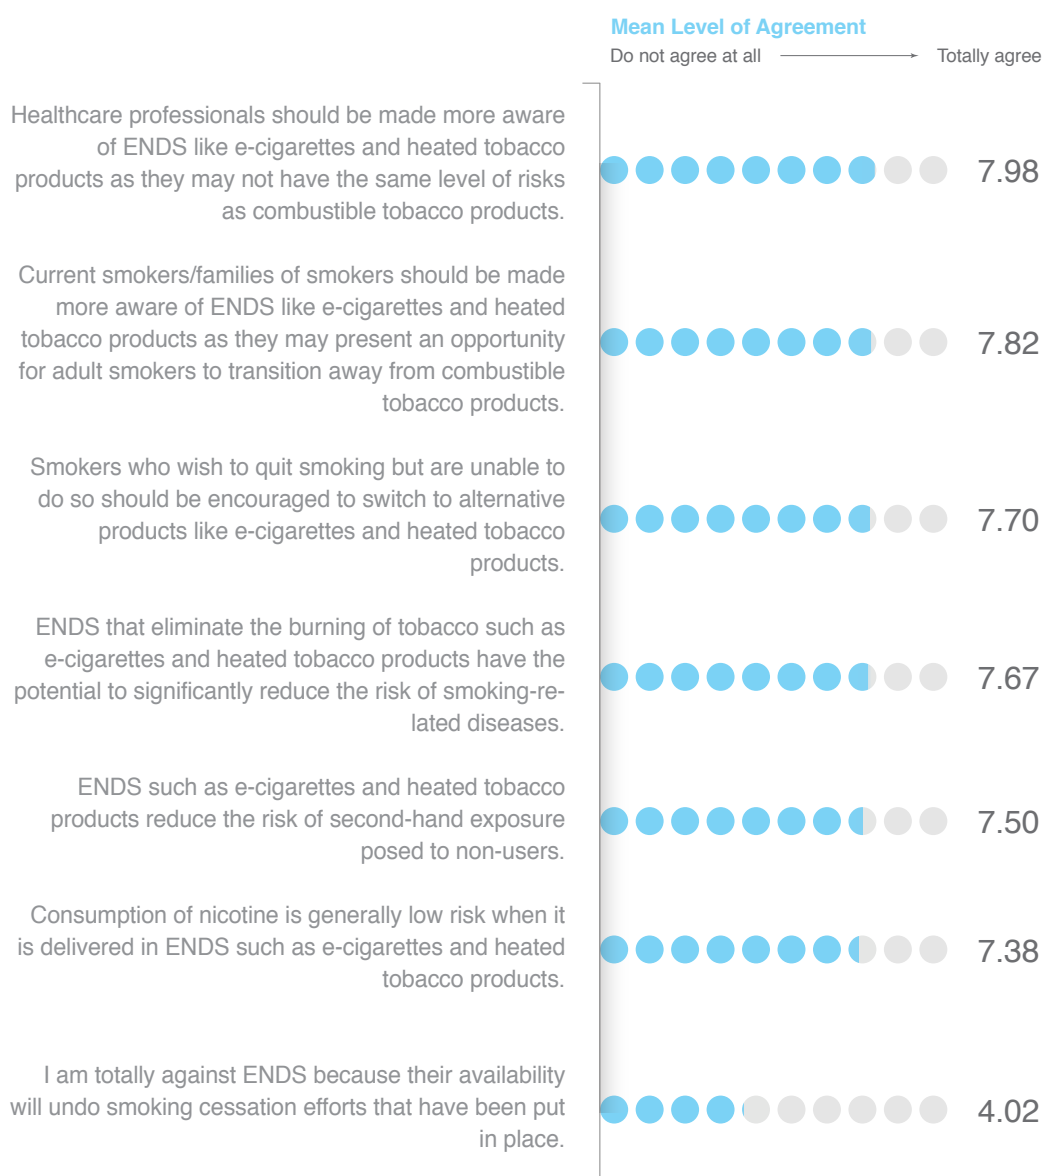 Mean Level of Agreement
Do not agree at all
Totally agree
Healthcare professionals should be made more aware
of ENDS like e-cigarettes and heated tobacco
products as they may not have the same level of risks
as combustible tobacco products.
7.98
Current smokers/families of smokers should be made
more aware of ENDS like e-cigarettes and heated
tobacco products as they may present an opportunity
for adult smokers to transition away from combustible
tobacco products.
7.82
Smokers who wish to quit smoking but are unable to
do so should be encouraged to switch to alternative
products like e-cigarettes and heated tobacco
products.
7.70
ENDS that eliminate the burning of tobacco such as
e-cigarettes and heated tobacco products have the
potential to significantly reduce the risk of smoking-re-
lated diseases.
7.67
ENDS such as e-cigarettes and heated tobacco
products reduce the risk of second-hand exposure
posed to non-users.
7.50
Consumption of nicotine is generally low risk when it
is delivered in ENDS such as e-cigarettes and heated
tobacco products.
7.38
I am totally against ENDS because their availability
will undo smoking cessation efforts that have been put
in place.
4.02